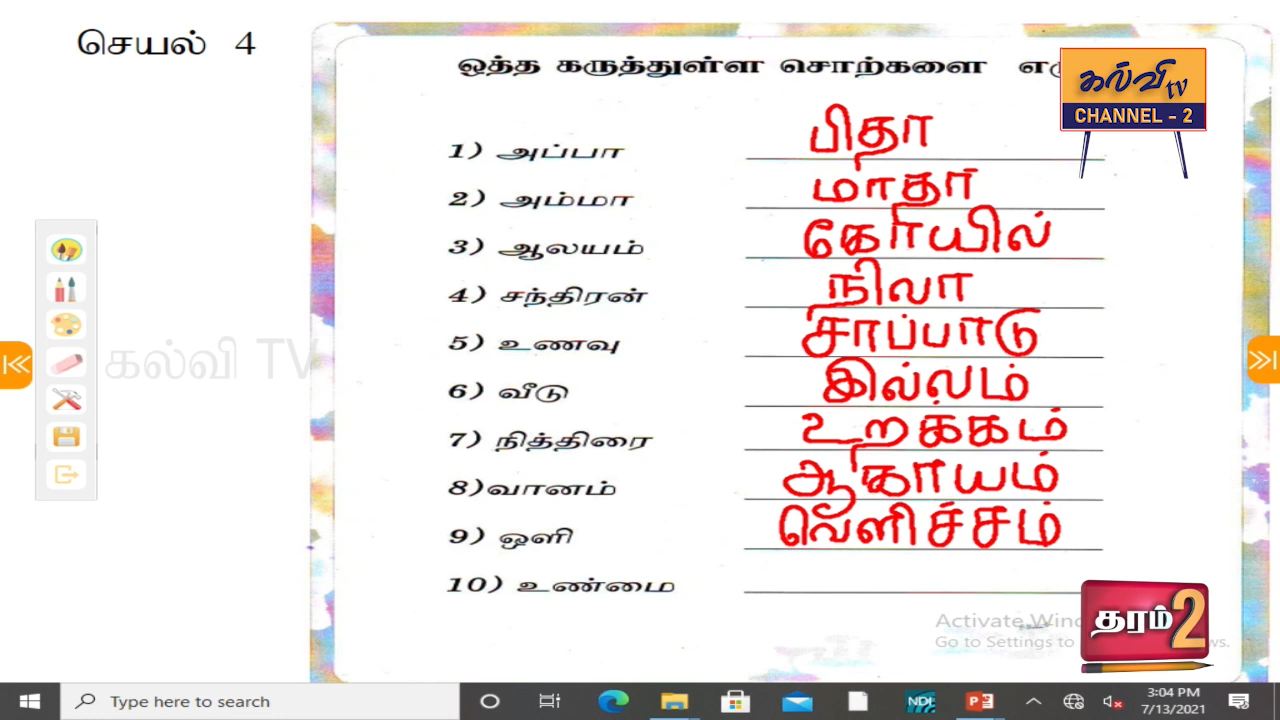 செயல் 4
ஒத்த கருத்துள்ள சொற்களை
கல்வி tv
CHANNEL - 2
1) அப்பா பிதா
2) அம்மா மாதா
3) ஆலயம் கோயில்
4) சந்திரன் நிலா
5) உணவு சாப்பாடு
6) வீடு இல்லம்
7) நித்திரை உறக்கம்
8)வானம் ஆகாயம்
9) ஒளி வெளிச்சம்
10) உண்மை
கல்வி TV
Activate
Go to Settings to
தரம் 2
Type here to search
NDL
3:04 PM
7/13/2021